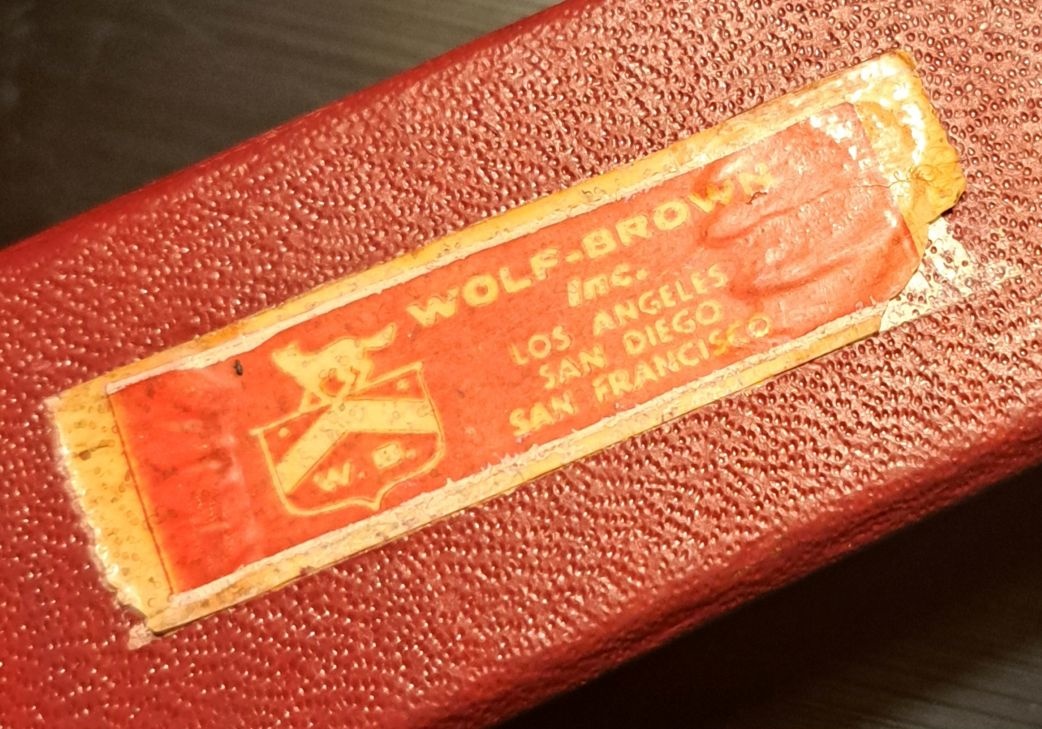 WOLF-BROWN
Inc.
LOS ANGELES
SAN DIEGO
SAN FRANCISCO
W. B.